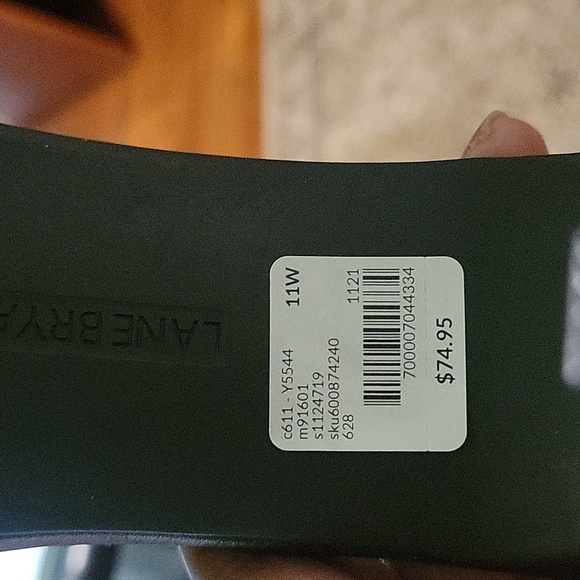 LANEBRYA
c611 - Y5544 11W
m91601
s1124719
sku600874240
628 1121
700007044334
$74.95